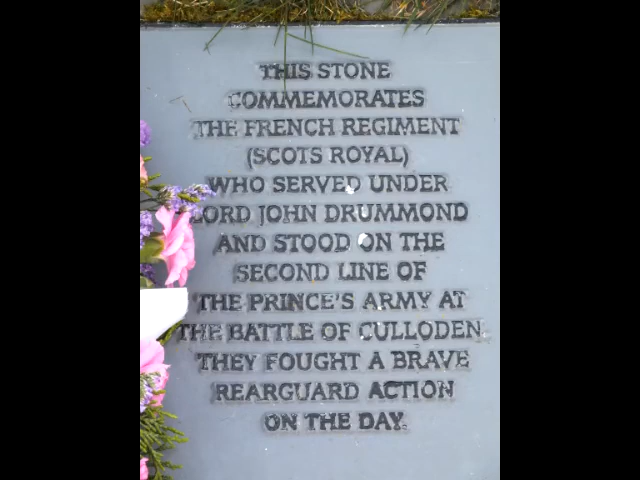 THIS STONE
COMMEMORATES
THE FRENCH REGIMENT
(SCOTS ROYAL)
WHO SERVED UNDER
LORD JOHN DRUMMOND
AND STOOD ON THE
SECOND LINE OF
THE PRINCE'S ARMY AT
THE BATTLE OF CULLODEN.
THEY FOUGHT A BRAVE
REARGUARD ACTION
ON THE DAY.